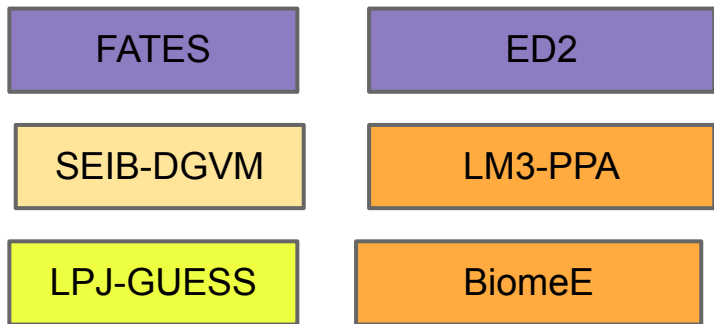 FATES
ED2
SEIB-DGVM
LM3-PPA
LPJ-GUESS
BiomeE